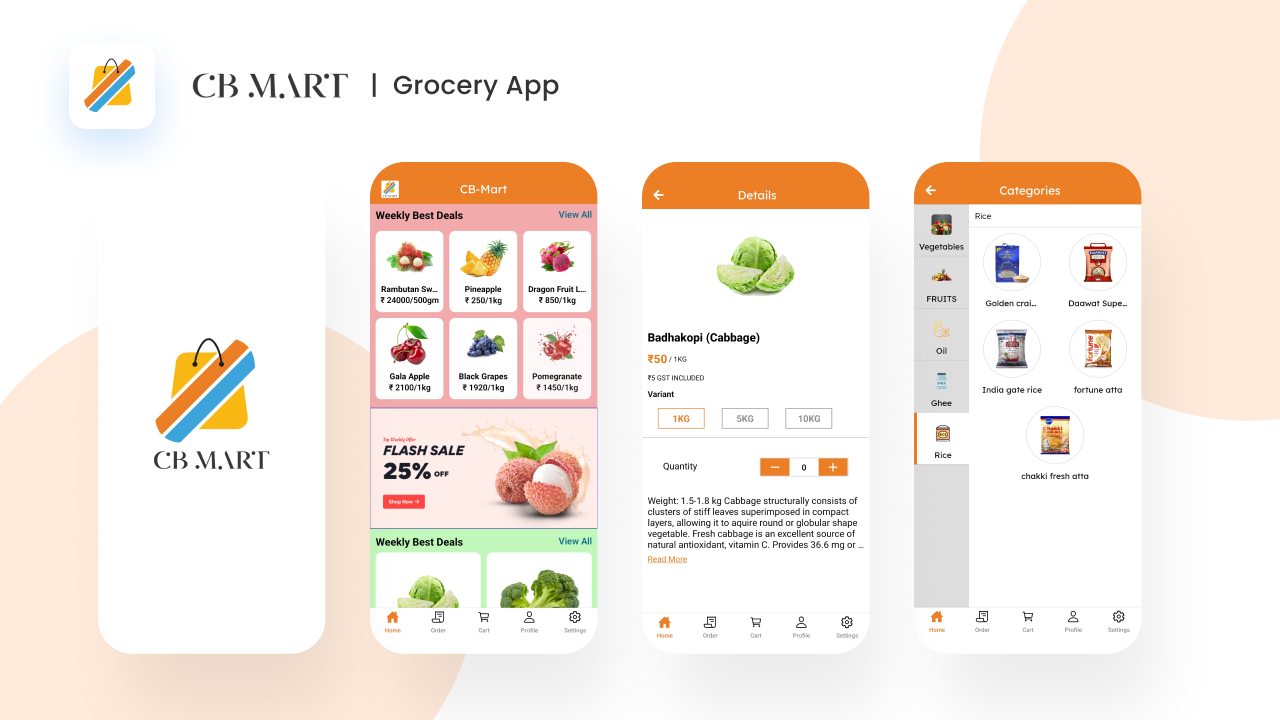 CB MART | Grocery App
CB MART
CB-Mart
Weekly Best Deals View All
Rambutan Sw... Pineapple Dragon Fruit L...
₹ 24000/500gm ₹ 250/1kg ₹ 850/1kg
Gala Apple Black Grapes Pomegranate
₹ 2100/1kg ₹ 1920/1kg ₹ 1450/1kg
Top Weekly Offer
FLASH SALE
25% OFF
Shop Now →
Weekly Best Deals View All
Home Order Cart Profile Settings
Details
Badhakopi (Cabbage)
₹50 / 1KG
₹5 GST INCLUDED
Variant
1KG 5KG 10KG
Quantity − 0 +
Weight: 1.5-1.8 kg Cabbage structurally consists of
clusters of stiff leaves superimposed in compact
layers, allowing it to aquire round or globular shape
vegetable. Fresh cabbage is an excellent source of
natural antioxidant, vitamin C. Provides 36.6 mg or ...
Read More
Home Order Cart Profile Settings
Categories
Vegetables
FRUITS
Oil
Ghee
Rice
Rice
Golden crai... Daawat Supe...
India gate rice fortune atta
chakki fresh atta
Home Order Cart Profile Settings